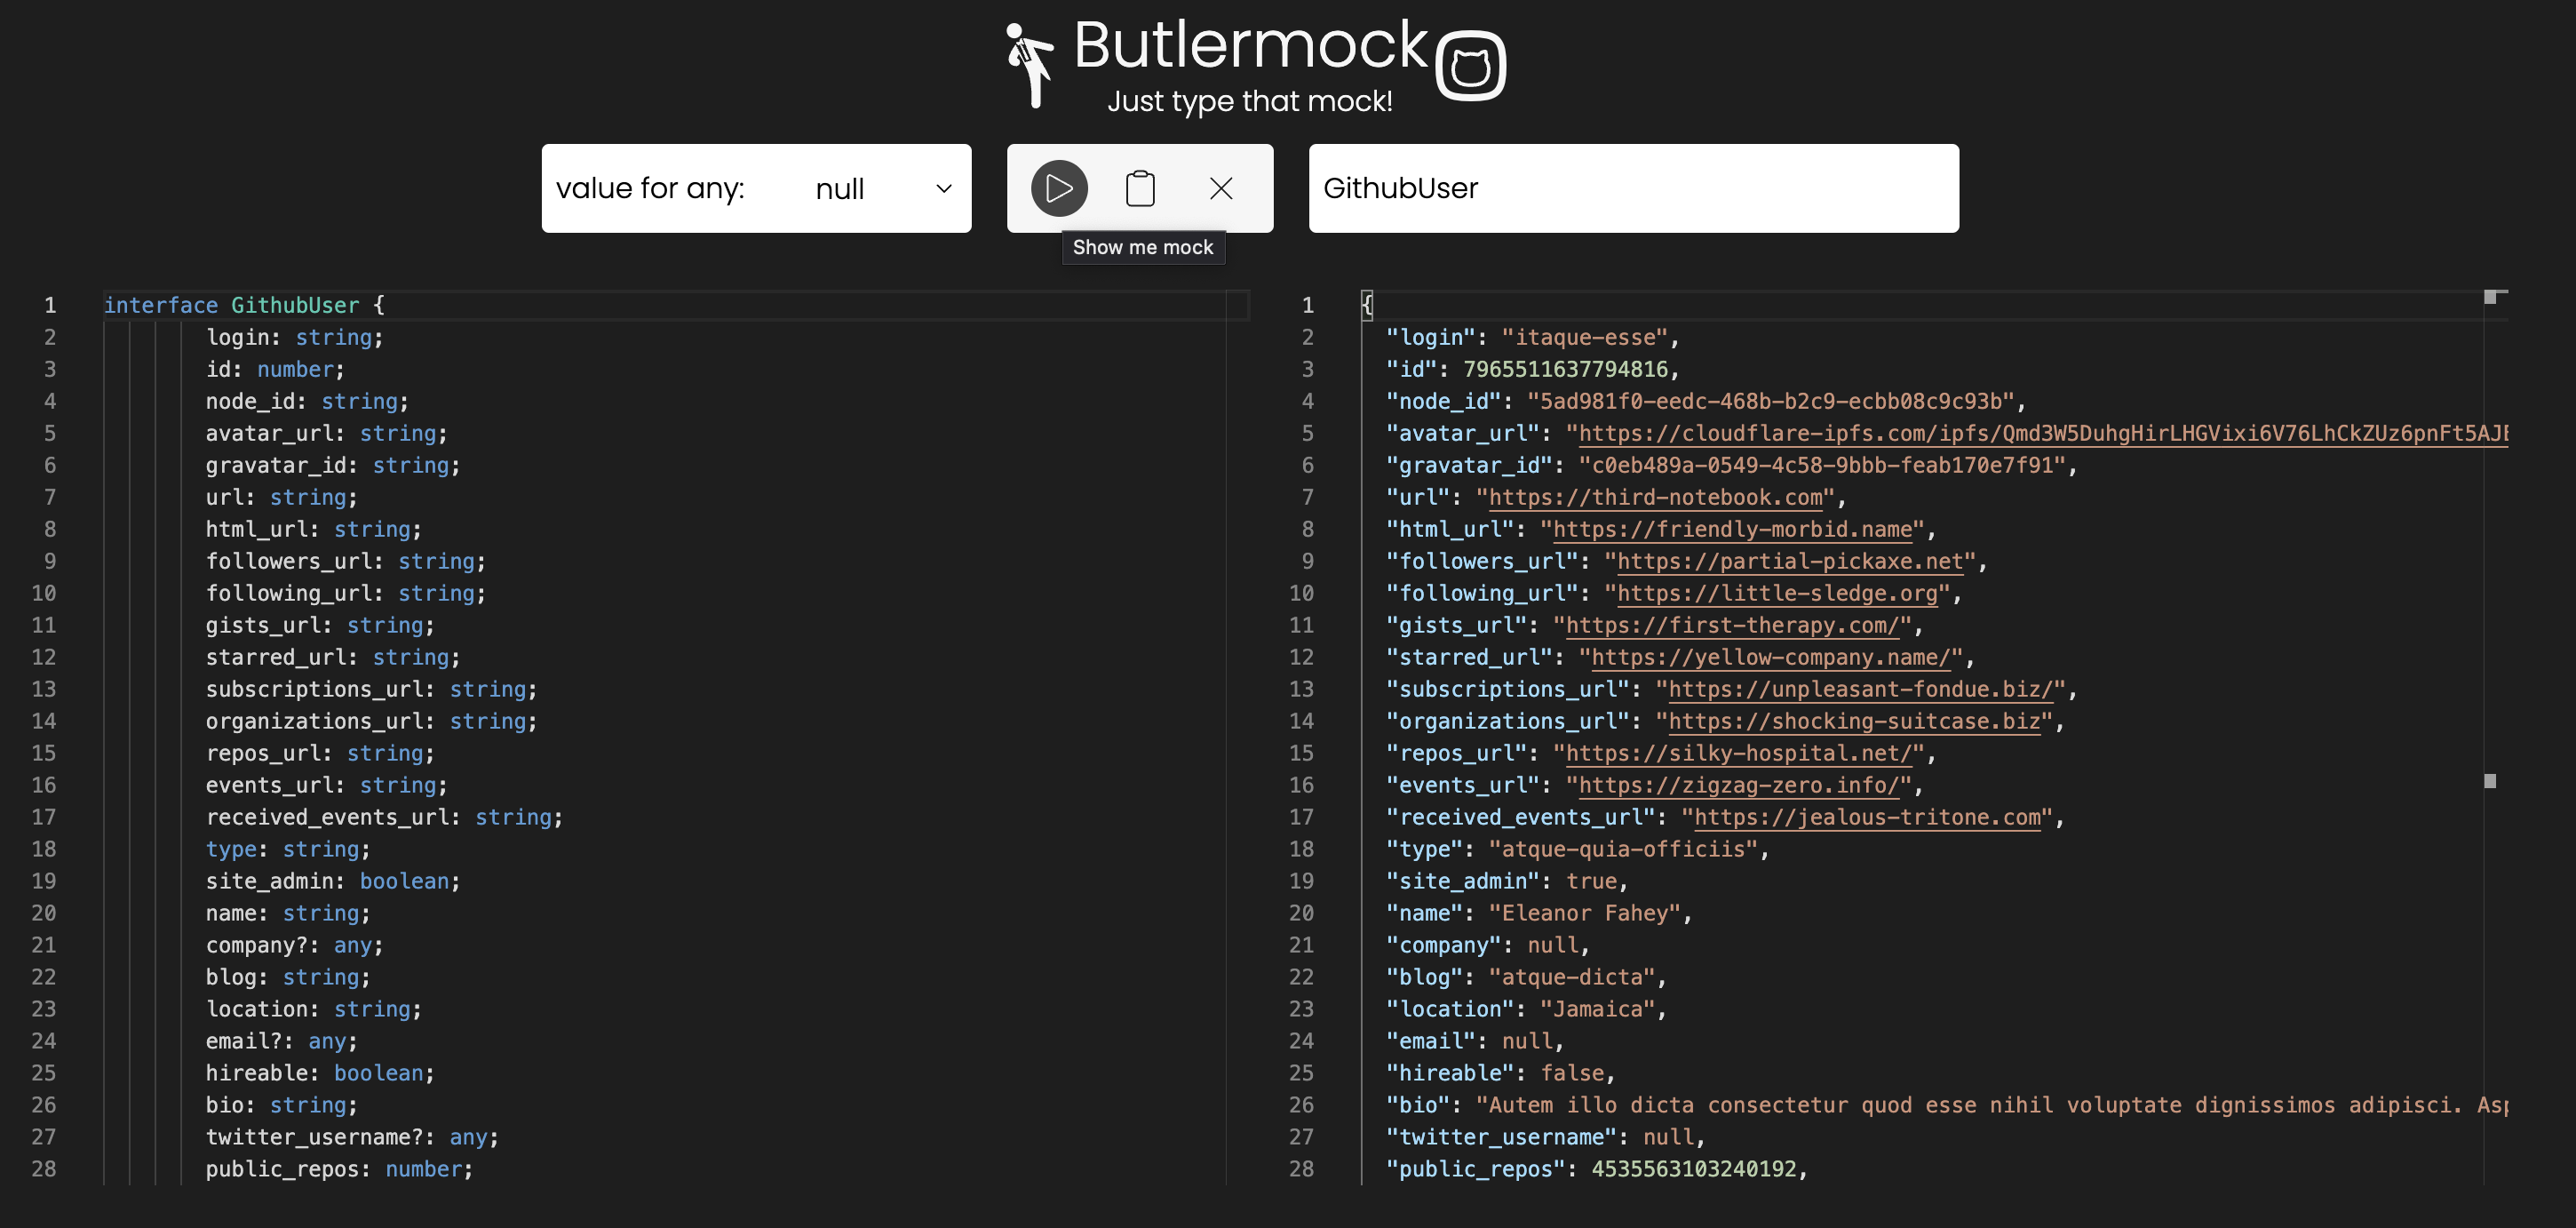 Butlermock
Just type that mock!
value for any: null
GithubUser
Show me mock
1 interface GithubUser {
2 login: string;
3 id: number;
4 node_id: string;
5 avatar_url: string;
6 gravatar_id: string;
7 url: string;
8 html_url: string;
9 followers_url: string;
10 following_url: string;
11 gists_url: string;
12 starred_url: string;
13 subscriptions_url: string;
14 organizations_url: string;
15 repos_url: string;
16 events_url: string;
17 received_events_url: string;
18 type: string;
19 site_admin: boolean;
20 name: string;
21 company?: any;
22 blog: string;
23 location: string;
24 email?: any;
25 hireable: boolean;
26 bio: string;
27 twitter_username?: any;
28 public_repos: number;
1 {
2 "login": "itaque-esse",
3 "id": 7965511637794816,
4 "node_id": "5ad981f0-eedc-468b-b2c9-ecbb08c9c93b",
5 "avatar_url": "https://cloudflare-ipfs.com/ipfs/Qmd3W5DuhgHirLHGVixi6V76LhCkZUz6pnFt5AJ
6 "gravatar_id": "c0eb489a-0549-4c58-9bbb-feab170e7f91",
7 "url": "https://third-notebook.com",
8 "html_url": "https://friendly-morbid.name",
9 "followers_url": "https://partial-pickaxe.net",
10 "following_url": "https://little-sledge.org",
11 "gists_url": "https://first-therapy.com/",
12 "starred_url": "https://yellow-company.name/",
13 "subscriptions_url": "https://unpleasant-fondue.biz/",
14 "organizations_url": "https://shocking-suitcase.biz",
15 "repos_url": "https://silky-hospital.net/",
16 "events_url": "https://zigzag-zero.info/",
17 "received_events_url": "https://jealous-tritone.com",
18 "type": "atque-quia-officiis",
19 "site_admin": true,
20 "name": "Eleanor Fahey",
21 "company": null,
22 "blog": "atque-dicta",
23 "location": "Jamaica",
24 "email": null,
25 "hireable": false,
26 "bio": "Autem illo dicta consectetur quod esse nihil voluptate dignissimos adipisci. Asp
27 "twitter_username": null,
28 "public_repos": 4535563103240192,